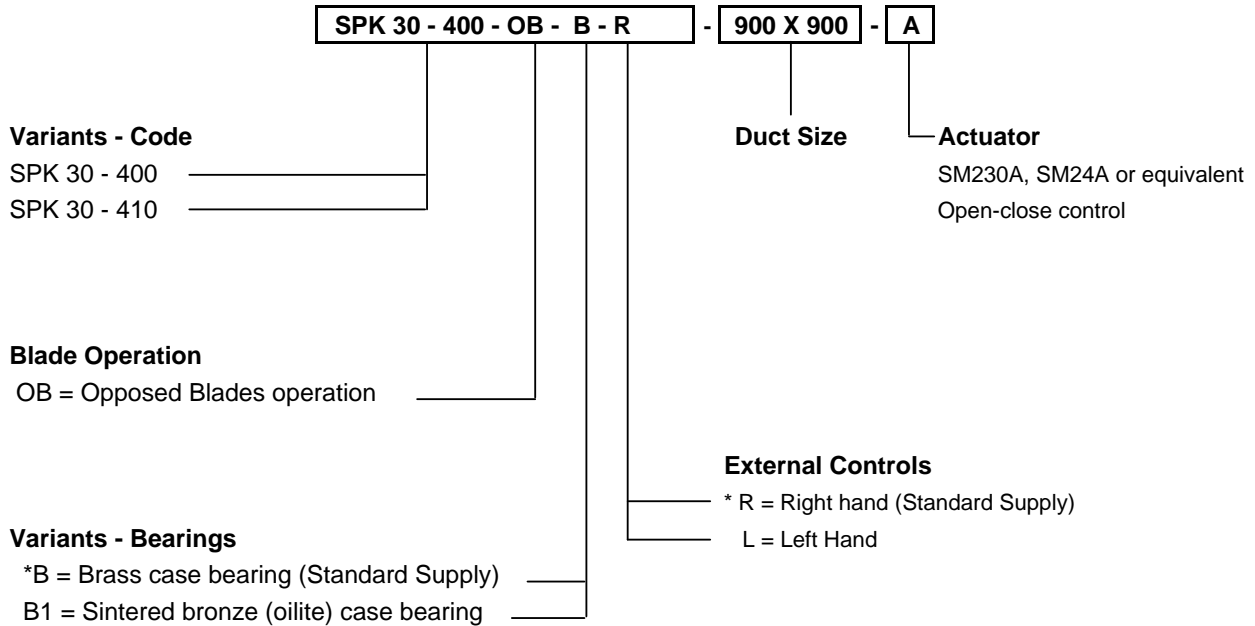 SPK 30 - 400 - OB - B - R - 900 X 900 - A
Variants - Code
SPK 30 - 400
SPK 30 - 410
Duct Size
Actuator
SM230A, SM24A or equivalent
Open-close control
Blade Operation
OB = Opposed Blades operation
External Controls
* R = Right hand (Standard Supply)
L = Left Hand
Variants - Bearings
*B = Brass case bearing (Standard Supply)
B1 = Sintered bronze (oilite) case bearing